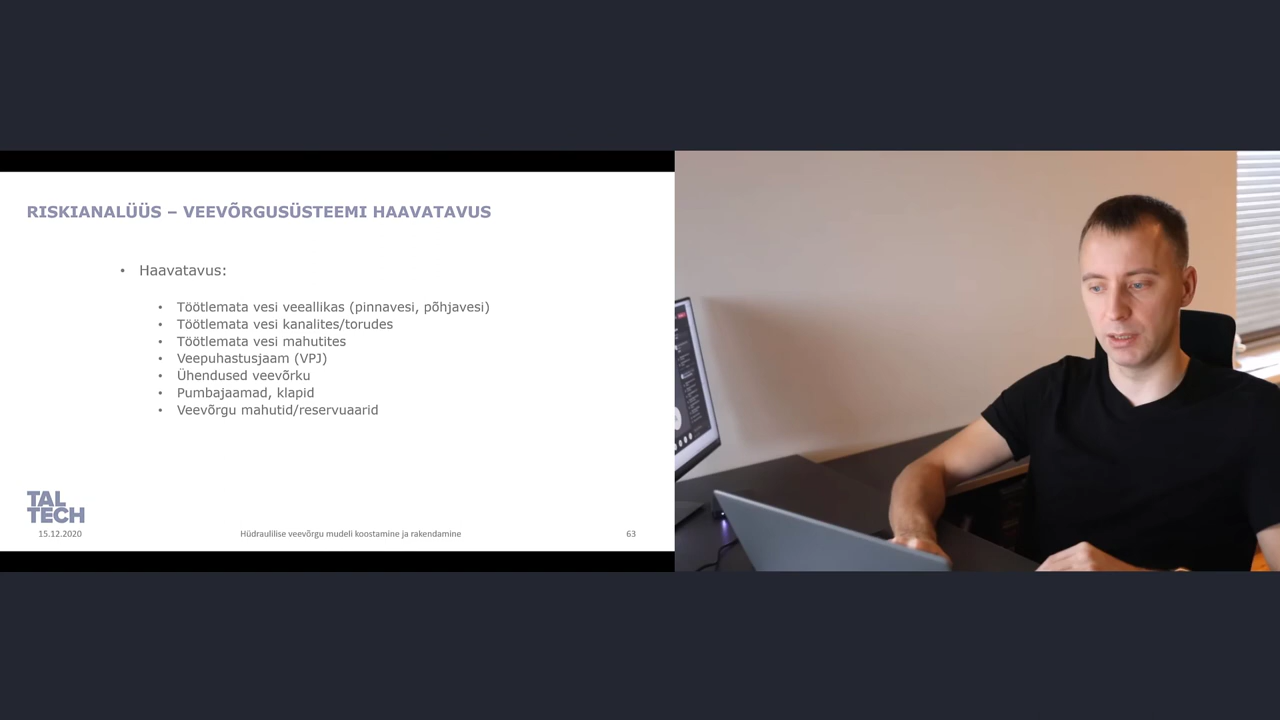 RISKIANALÜÜS – VEEVÕRGUSÜSTEEMI HAAVATAVUS
• Haavatavus:
• Töötlemata vesi veeallikas (pinnavesi, põhjavesi)
• Töötlemata vesi kanalites/torudes
• Töötlemata vesi mahutites
• Veepuhastusjaam (VPJ)
• Ühendused veevõrku
• Pumbajaamad, klapid
• Veevõrgu mahutid/reservuaarid
TAL
TECH
15.12.2020
Hüdraulilise veevõrgu mudeli koostamine ja rakendamine
63